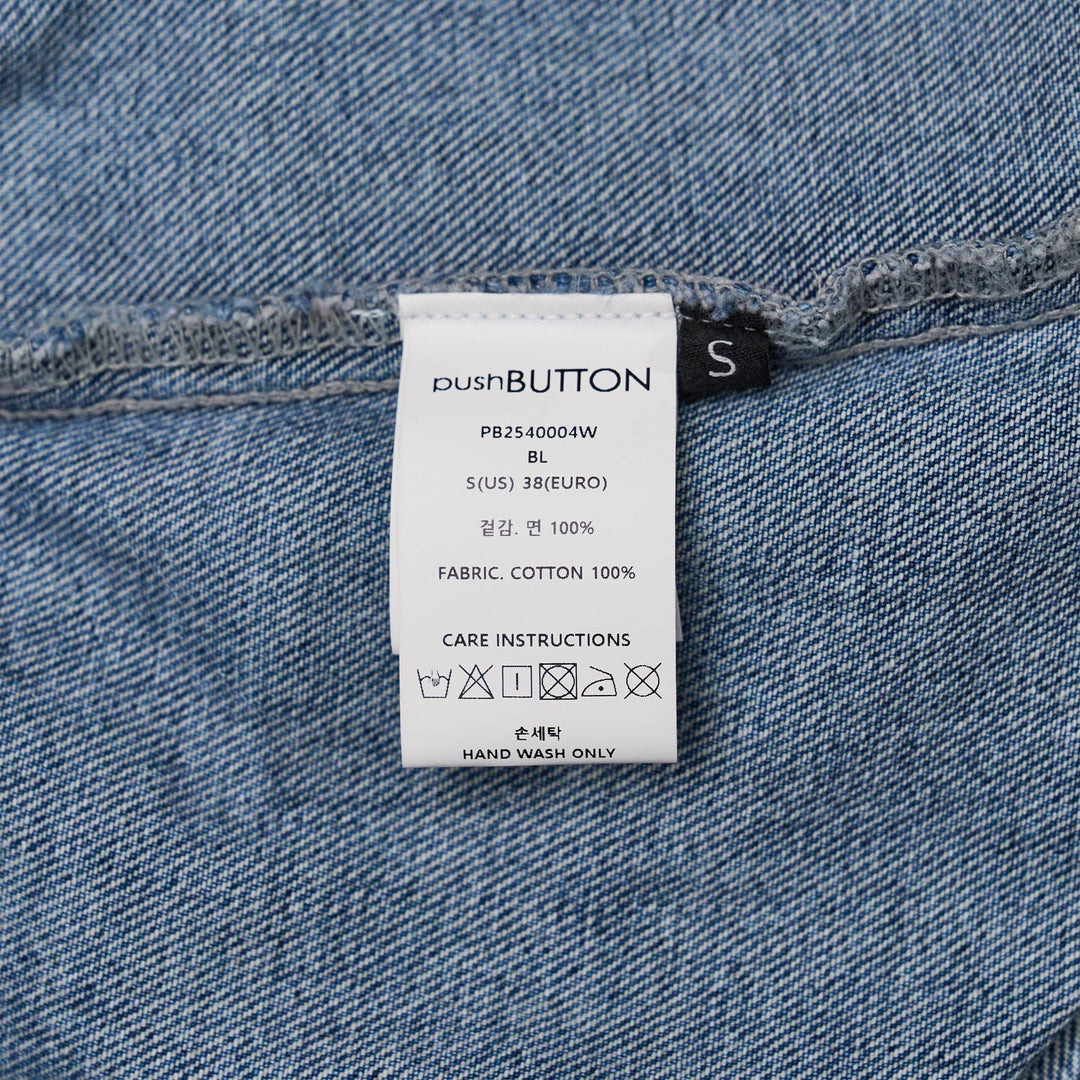 pushBUTTON
S
PB2540004W
BL
S(US) 38(EURO)
겉감. 면 100%
FABRIC. COTTON 100%
CARE INSTRUCTIONS
손세탁
HAND WASH ONLY